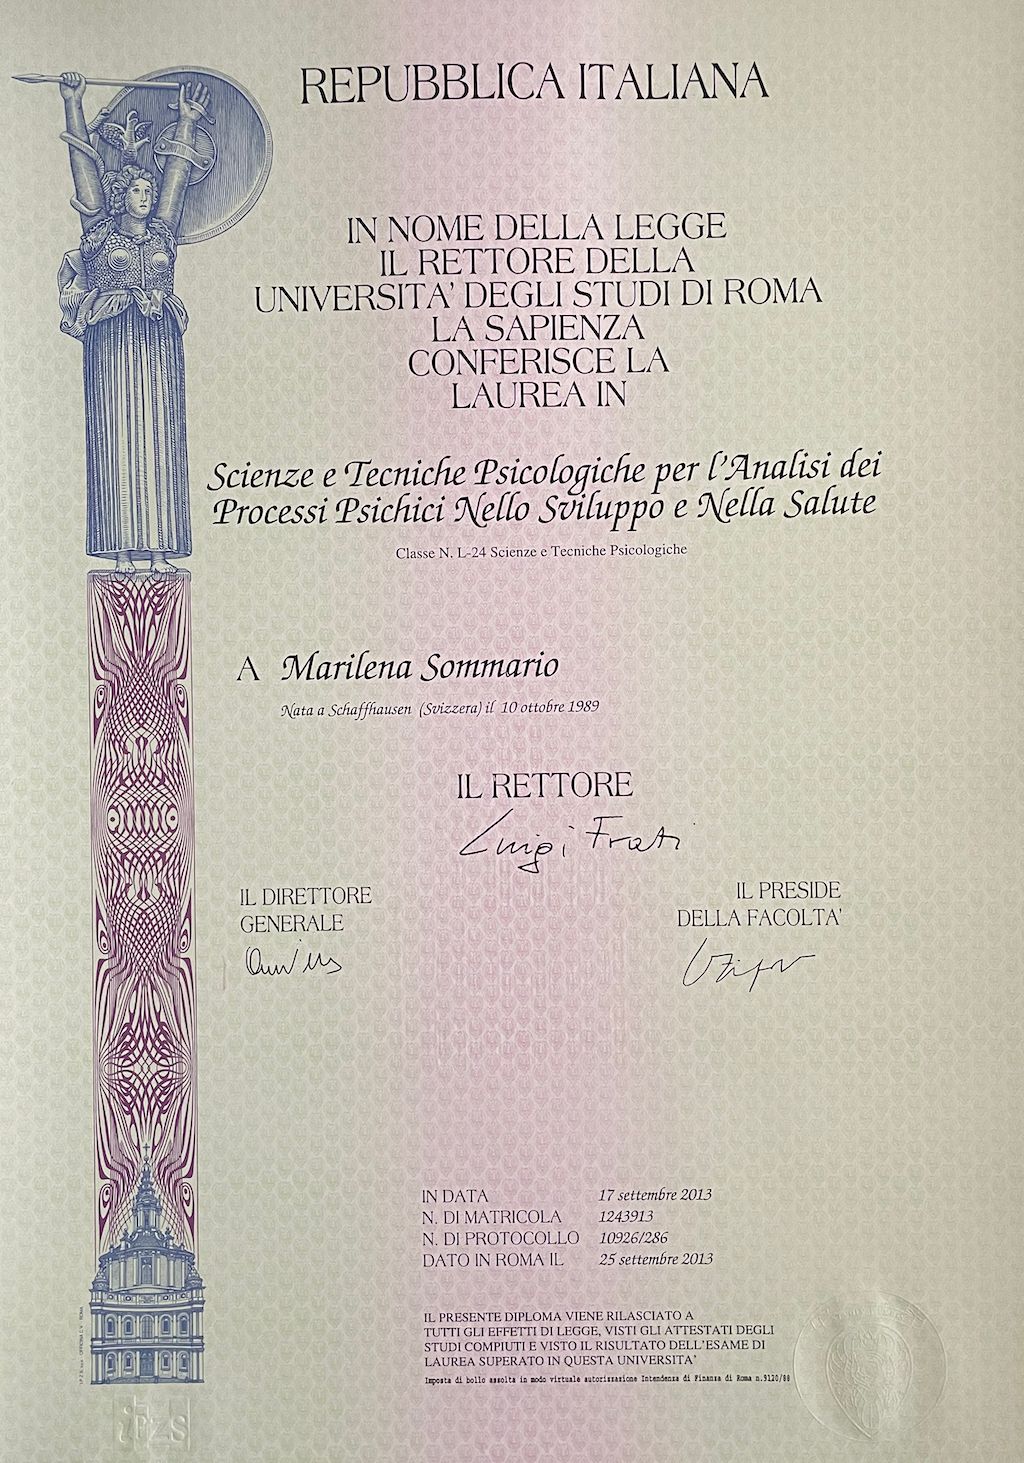 REPUBBLICA ITALIANA
IN NOME DELLA LEGGE
IL RETTORE DELLA
UNIVERSITA' DEGLI STUDI DI ROMA
LA SAPIENZA
CONFERISCE LA
LAUREA IN
Scienze e Tecniche Psicologiche per l'Analisi dei
Processi Psichici Nello Sviluppo e Nella Salute
Classe N. L-24 Scienze e Tecniche Psicologiche
A Marilena Sommario
Nata a Schaffhausen (Svizzera) il 10 ottobre 1989
IL RETTORE
Luigi Frati
IL DIRETTORE
GENERALE
IL PRESIDE
DELLA FACOLTA'
IN DATA 17 settembre 2013
N. DI MATRICOLA 1243913
N. DI PROTOCOLLO 10926/286
DATO IN ROMA IL 25 settembre 2013
IL PRESENTE DIPLOMA VIENE RILASCIATO A
TUTTI GLI EFFETTI DI LEGGE, VISTI GLI ATTESTATI DEGLI
STUDI COMPIUTI E VISTO IL RISULTATO DELL'ESAME DI
LAUREA SUPERATO IN QUESTA UNIVERSITA'
Imposta di bollo assolta in modo virtuale autorizzazione Intendenza di Finanza di Roma n.9120/88
I.P.Z.S. S.p.A. - OFFICINA C.V. - ROMA
IPZS